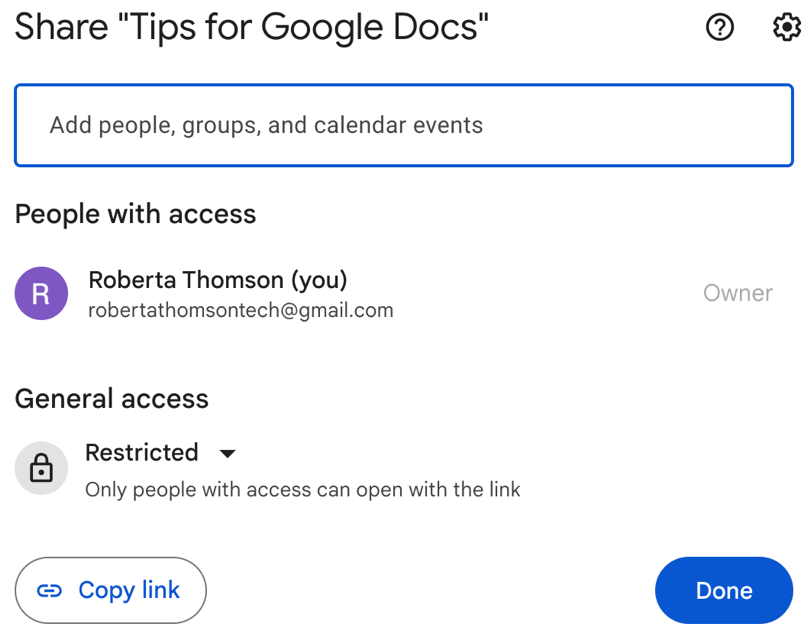 Share "Tips for Google Docs"
Add people, groups, and calendar events
People with access
R
Roberta Thomson (you)
robertathomsontech@gmail.com
Owner
General access
Restricted
Only people with access can open with the link
Copy link
Done